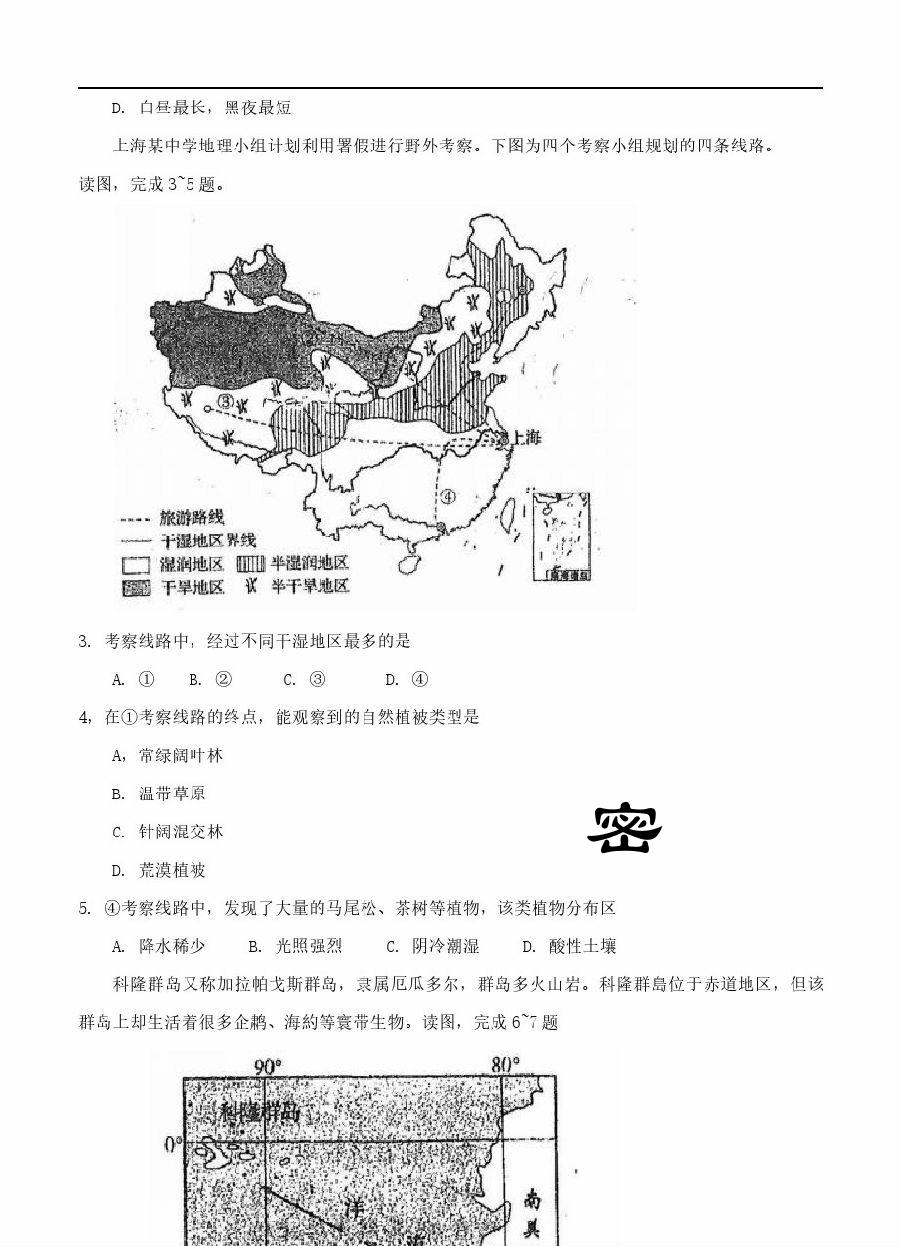 D. 白昼最长，黑夜最短
上海某中学地理小组计划利用署假进行野外考察。下图为四个考察小组规划的四条线路。
读图，完成 3~5 题。
③
上海
④
旅游路线
干湿地区界线
湿润地区 半湿润地区
干旱地区 半干旱地区
3. 考察线路中，经过不同干湿地区最多的是
A. ① B. ② C. ③ D. ④
4，在①考察线路的终点，能观察到的自然植被类型是
A，常绿阔叶林
B. 温带草原
C. 针阔混交林
D. 荒漠植被
密
5. ④考察线路中，发现了大量的马尾松、茶树等植物，该类植物分布区
A. 降水稀少 B. 光照强烈 C. 阴冷潮湿 D. 酸性土壤
科隆群岛又称加拉帕戈斯群岛，隶属厄瓜多尔，群岛多火山岩。科隆群岛位于赤道地区，但该
群岛上却生活着很多企鹅、海豹等寰带生物。读图，完成 6~7 题
90° 80°
科隆群岛
0°
洋
南